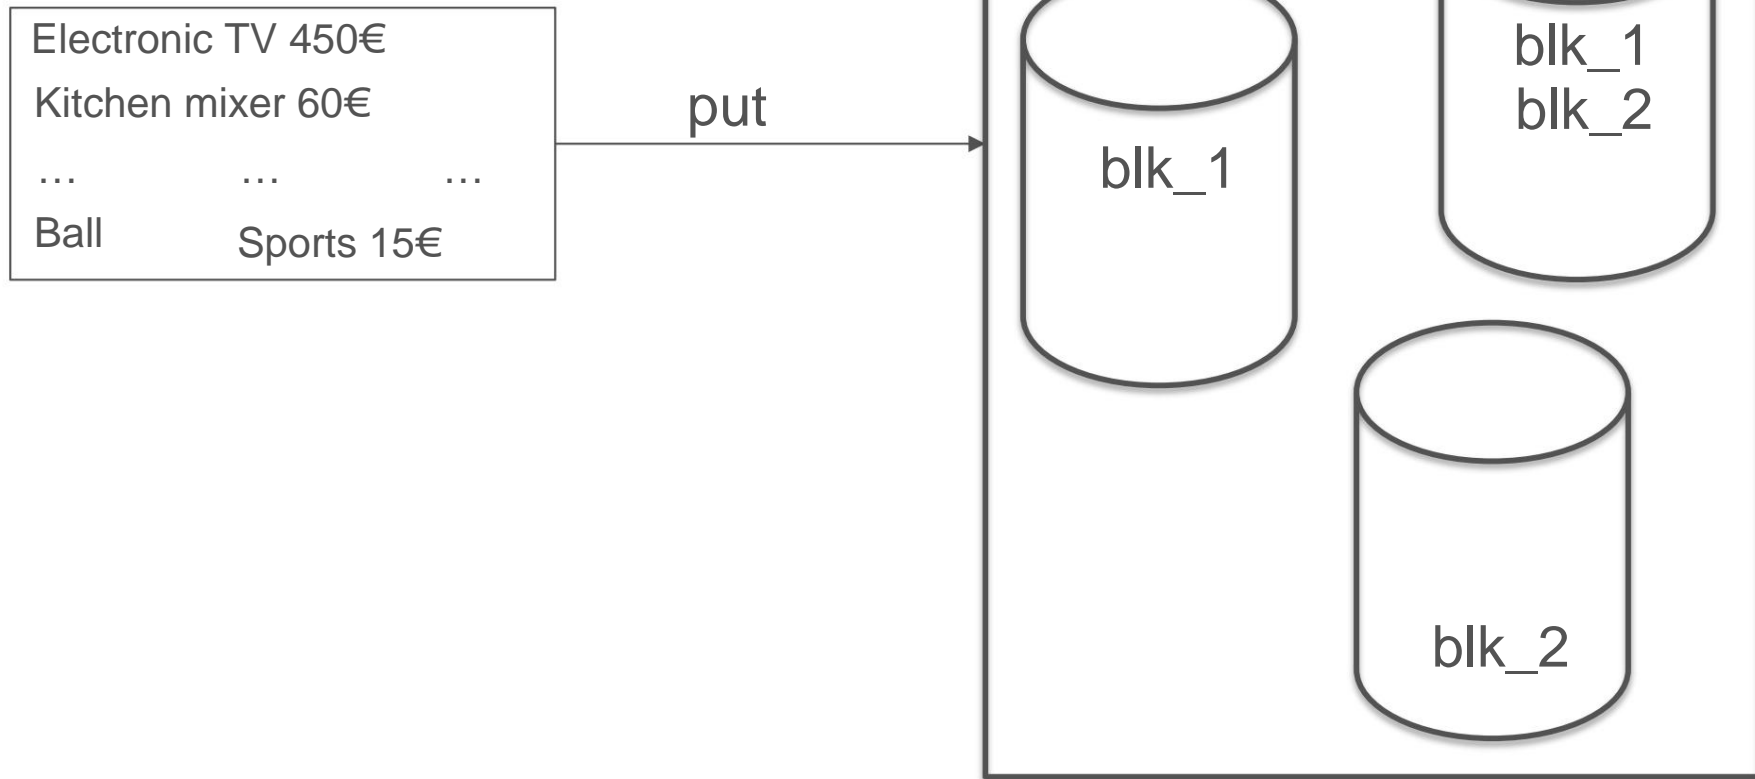 Electronic TV 450€
Kitchen mixer 60€
… … …
Ball Sports 15€
put
blk_1
blk_1
blk_2
blk_2